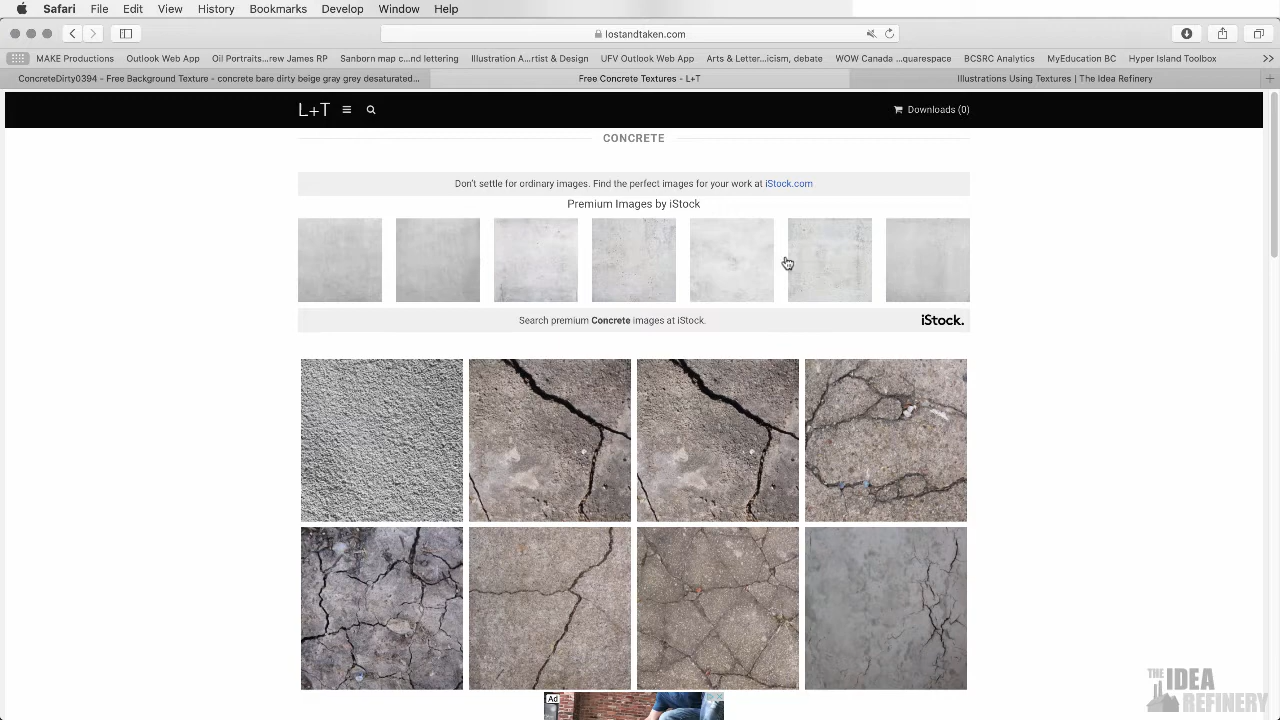 Safari File Edit View History Bookmarks Develop Window Help
lostandtaken.com
MAKE Productions Outlook Web App Oil Portraits...rew James RP Sanborn map c...nd lettering Illustration A...rtist & Design UFV Outlook Web App Arts & Letter...icism, debate WOW Canada ...quarespace BCSRC Analytics MyEducation BC Hyper Island Toolbox
ConcreteDirty0394 - Free Background Texture - concrete bare dirty beige gray grey desaturated... Free Concrete Textures - L+T Illustrations Using Textures | The Idea Refinery
L+T Downloads (0)
CONCRETE
Don't settle for ordinary images. Find the perfect images for your work at iStock.com
Premium Images by iStock
Search premium Concrete images at iStock. iStock.
Ad
THE IDEA
REFINERY